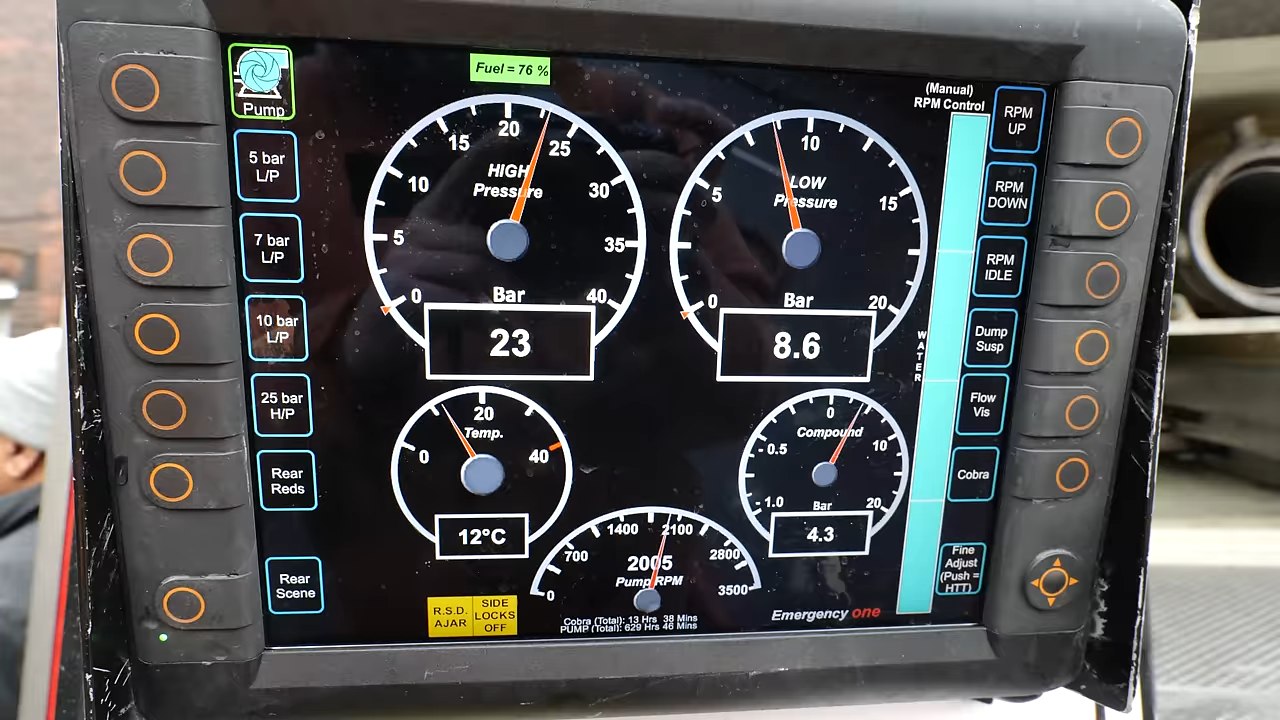 Fuel = 76 %
Pump
5 bar
L/P
7 bar
L/P
10 bar
L/P
25 bar
H/P
Rear
Reds
Rear
Scene
0
5
10
15
20
25
30
35
40
HIGH
Pressure
Bar
23
0
5
10
15
20
LOW
Pressure
Bar
8.6
0
20
40
Temp.
12°C
- 1.0
- 0.5
0
10
20
Compound
Bar
4.3
0
700
1400
2100
2800
3500
2005
Pump RPM
R.S.D.
AJAR
SIDE
LOCKS
OFF
Cobra (Total): 13 Hrs 38 Mins
PUMP (Total): 629 Hrs 46 Mins
Emergency one
(Manual)
RPM Control
WATER
RPM
UP
RPM
DOWN
RPM
IDLE
Dump
Susp
Flow
Vis
Cobra
Fine
Adjust
(Push =
HTT)